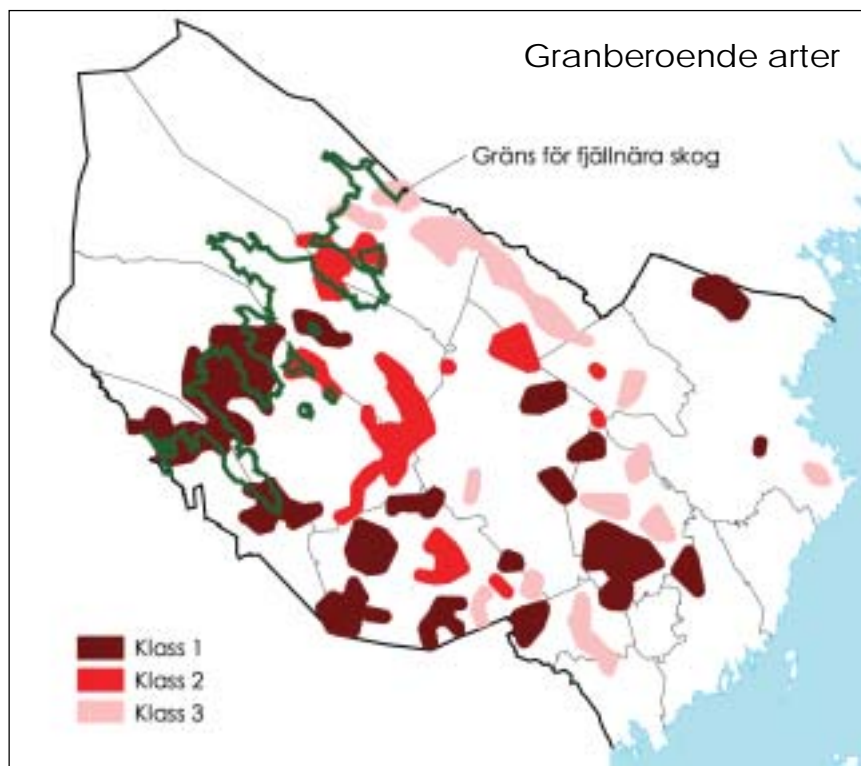 Granberoende arter
Gräns för fjällnära skog
Klass 1
Klass 2
Klass 3